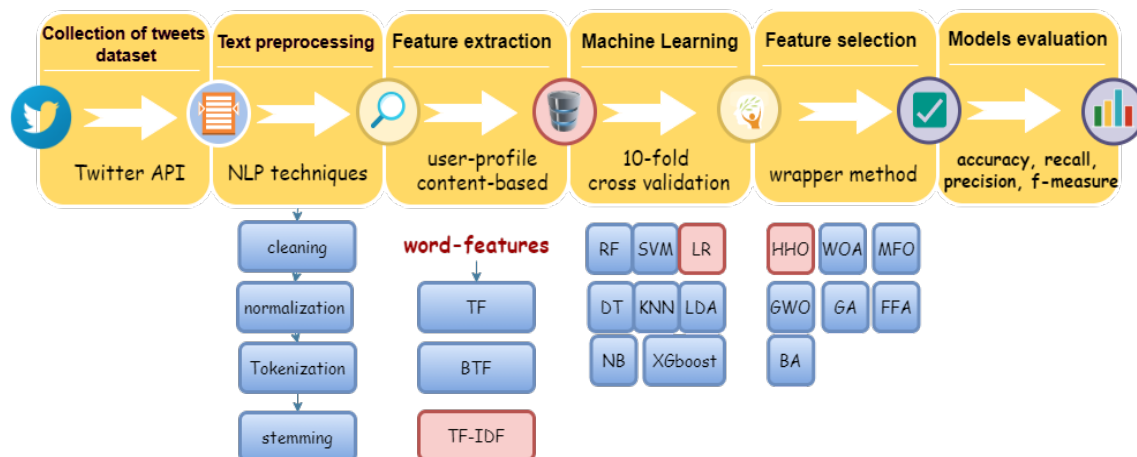 Collection of tweets
dataset
Twitter API
Text preprocessing
NLP techniques
cleaning
normalization
Tokenization
stemming
Feature extraction
user-profile
content-based
word-features
TF
BTF
TF-IDF
Machine Learning
10-fold
cross validation
RF SVM LR
DT KNN LDA
NB XGboost
Feature selection
wrapper method
HHO WOA MFO
GWO GA FFA
BA
Models evaluation
accuracy, recall,
precision, f-measure